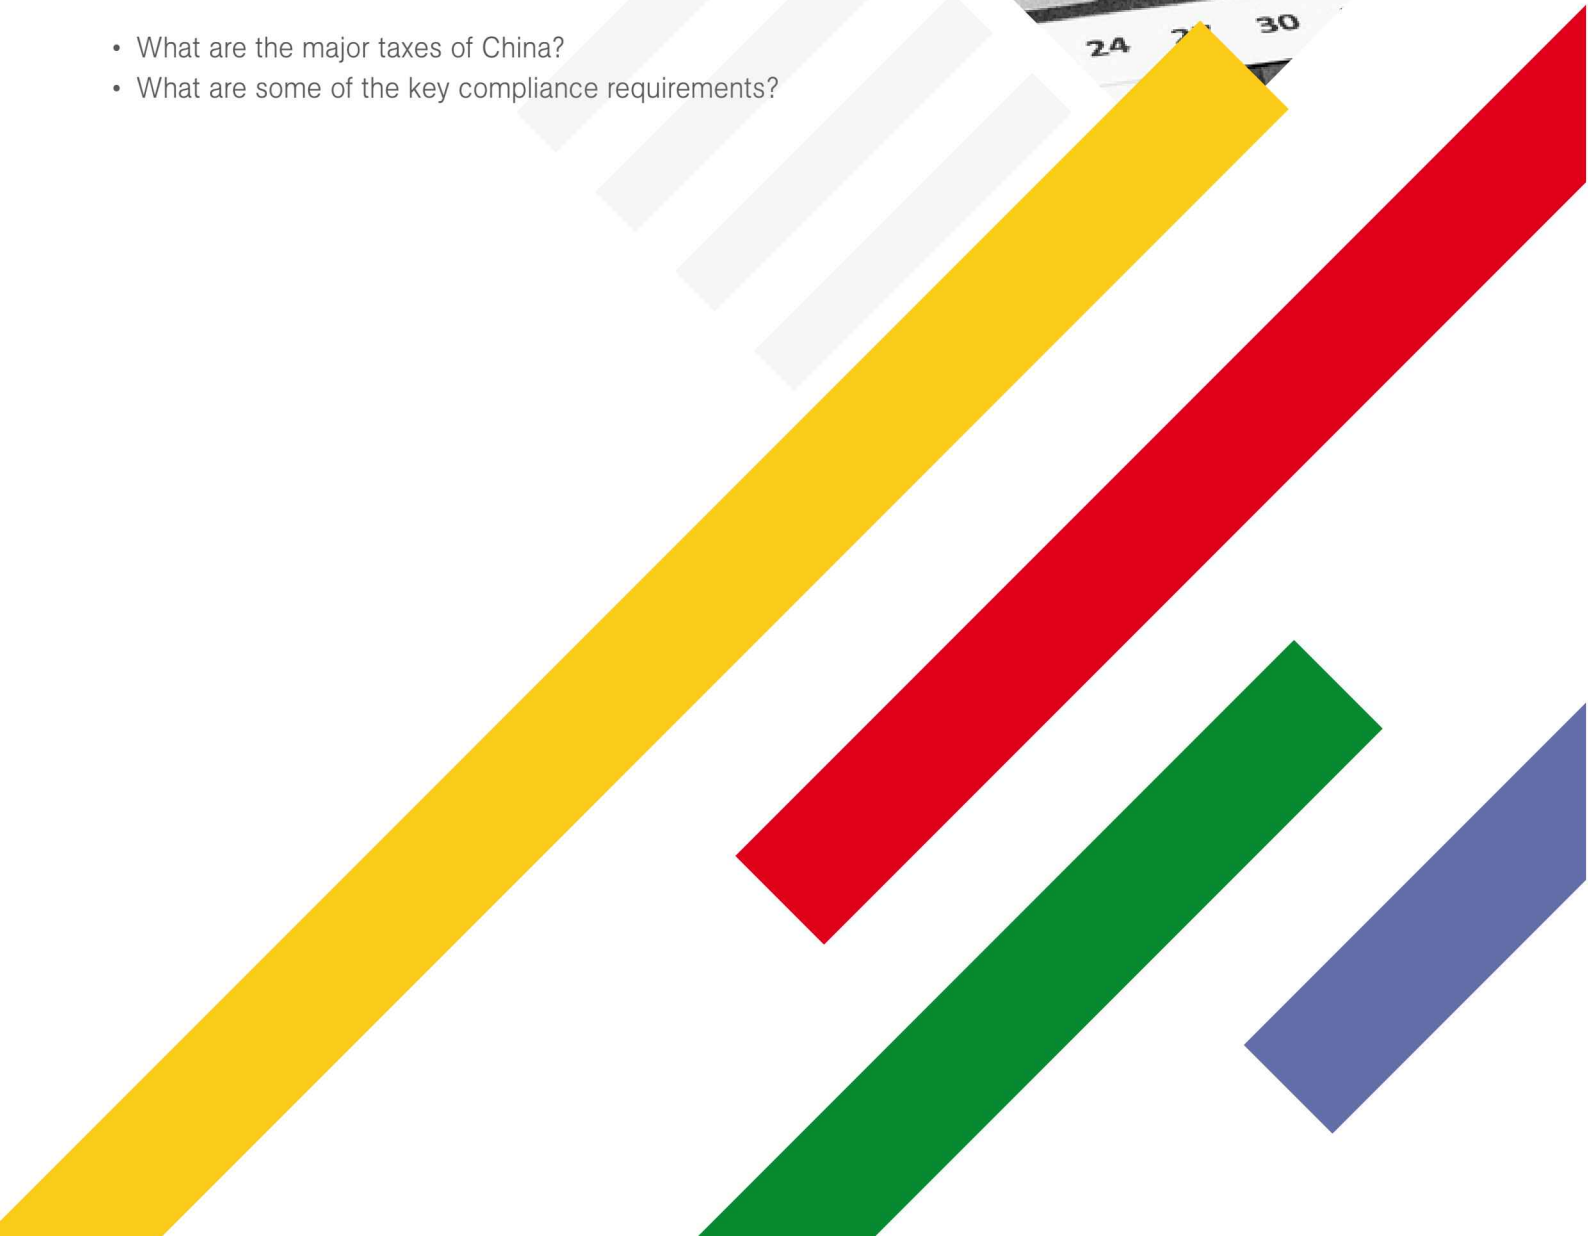 • What are the major taxes of China?
• What are some of the key compliance requirements?
24 30